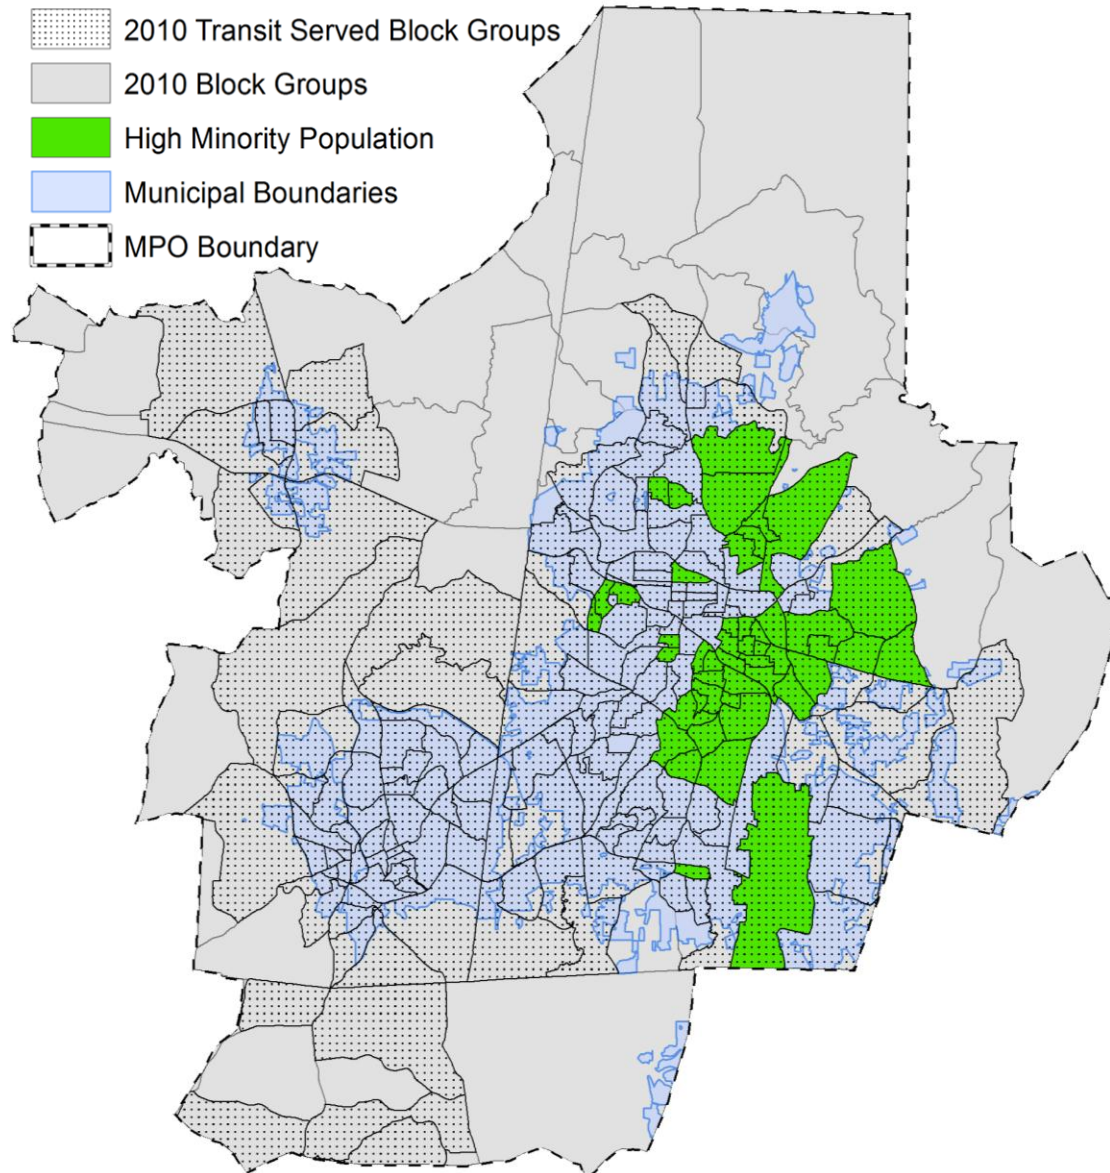 2010 Transit Served Block Groups
2010 Block Groups
High Minority Population
Municipal Boundaries
MPO Boundary